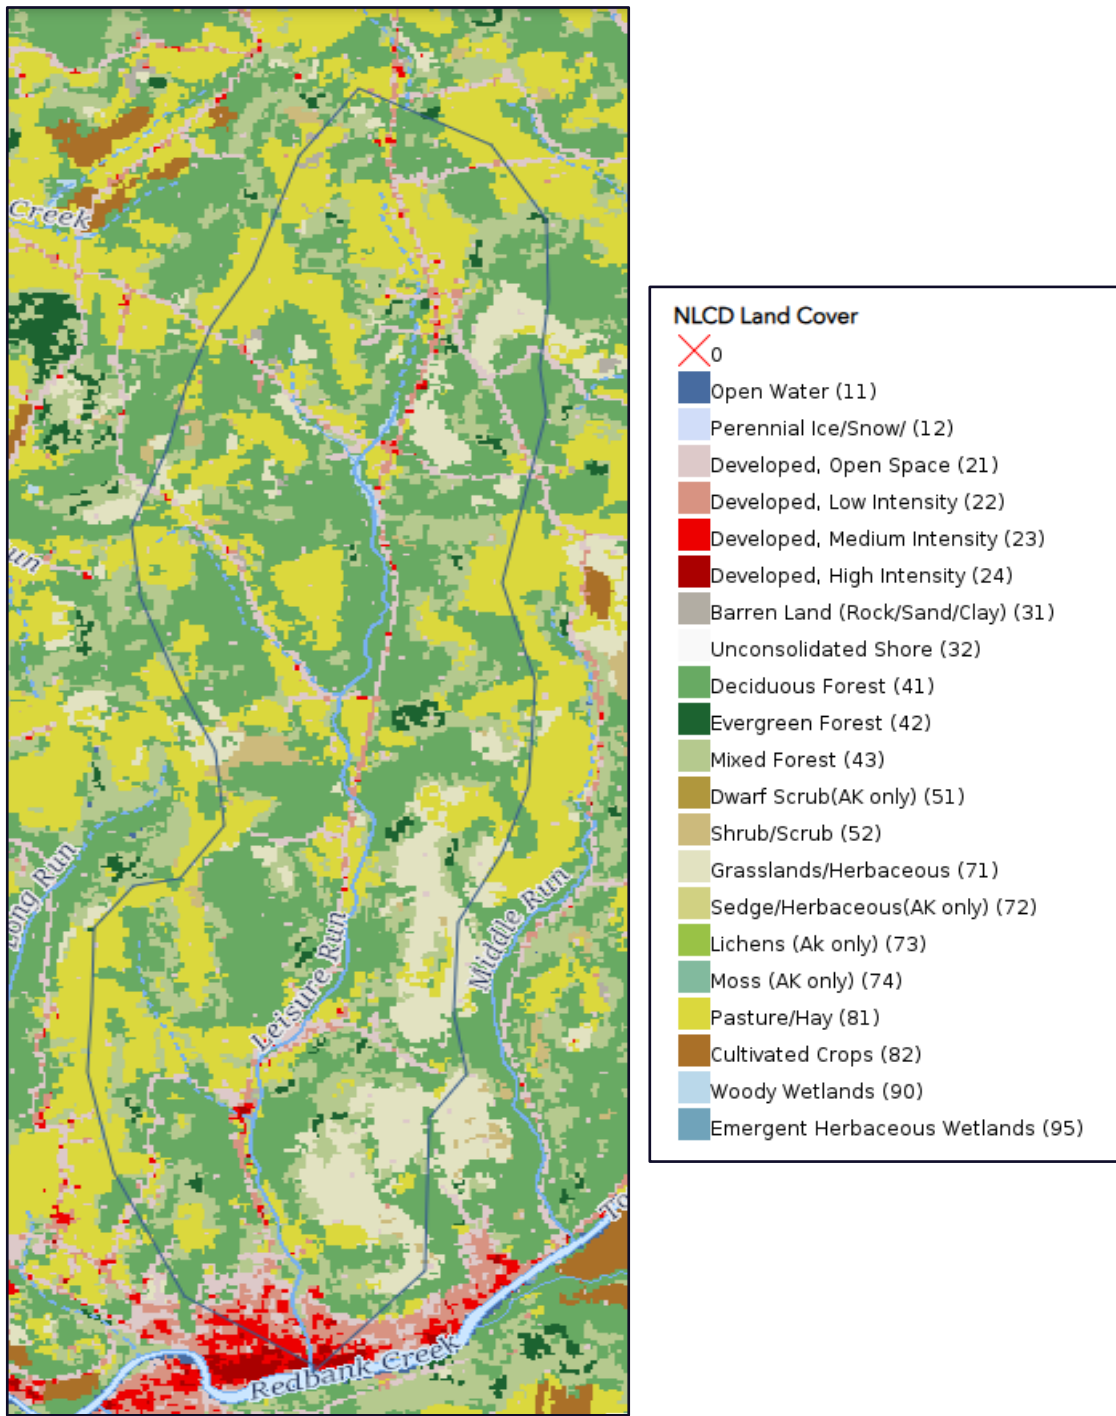 Creek
un
Long Run
Leisure Run
Middle Run
To
Redbank Creek
NLCD Land Cover
0
Open Water (11)
Perennial Ice/Snow/ (12)
Developed, Open Space (21)
Developed, Low Intensity (22)
Developed, Medium Intensity (23)
Developed, High Intensity (24)
Barren Land (Rock/Sand/Clay) (31)
Unconsolidated Shore (32)
Deciduous Forest (41)
Evergreen Forest (42)
Mixed Forest (43)
Dwarf Scrub(AK only) (51)
Shrub/Scrub (52)
Grasslands/Herbaceous (71)
Sedge/Herbaceous(AK only) (72)
Lichens (Ak only) (73)
Moss (AK only) (74)
Pasture/Hay (81)
Cultivated Crops (82)
Woody Wetlands (90)
Emergent Herbaceous Wetlands (95)